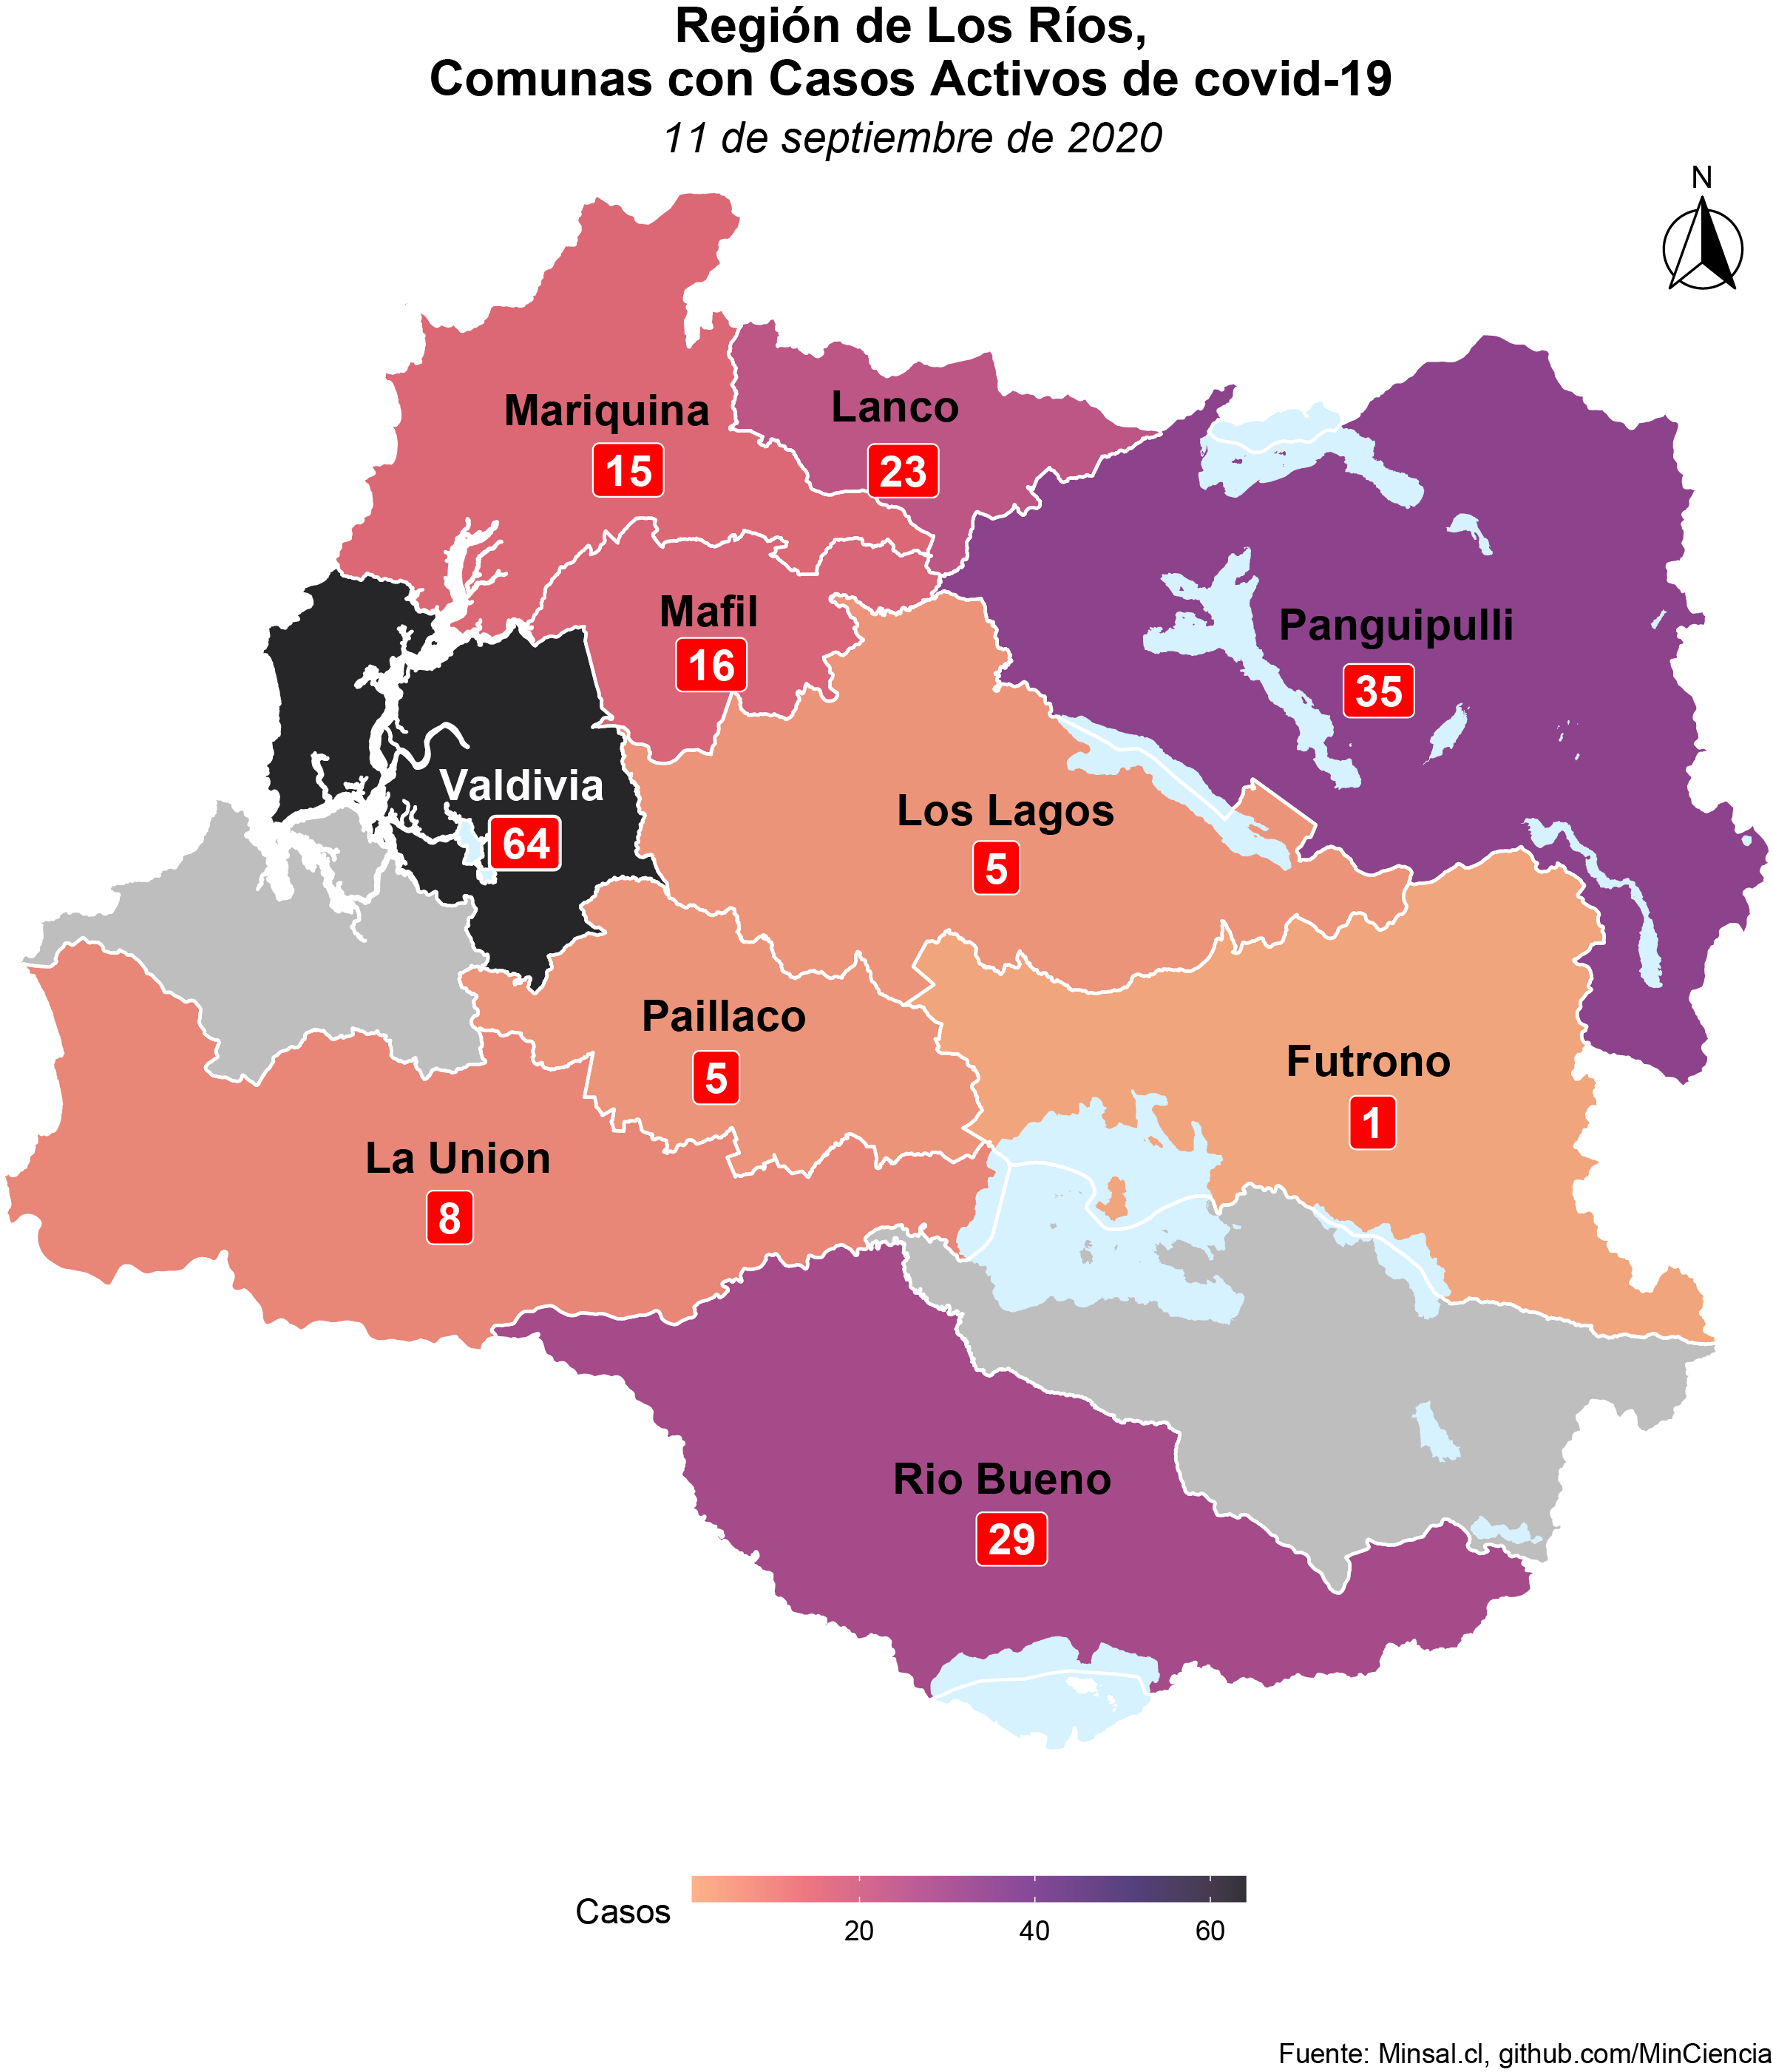 Región de Los Ríos,
Comunas con Casos Activos de covid-19
11 de septiembre de 2020
N
Mariquina
15
Lanco
23
Mafil
16
Panguipulli
35
Valdivia
64
Los Lagos
5
Paillaco
5
Futrono
1
La Union
8
Rio Bueno
29
Casos
20 40 60
Fuente: Minsal.cl, github.com/MinCiencia